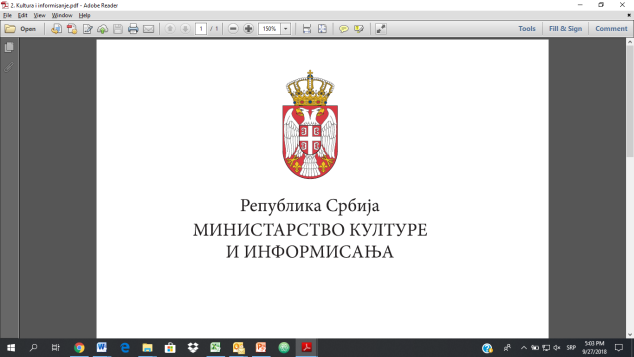 2. Kultura i informisanje.pdf - Adobe Reader
File Edit View Window Help
Open
1 / 1
150%
Tools Fill & Sign Comment
Република Србија
МИНИСТАРСТВО КУЛТУРЕ
И ИНФОРМИСАЊА
SRP
5:03 PM
9/27/2018